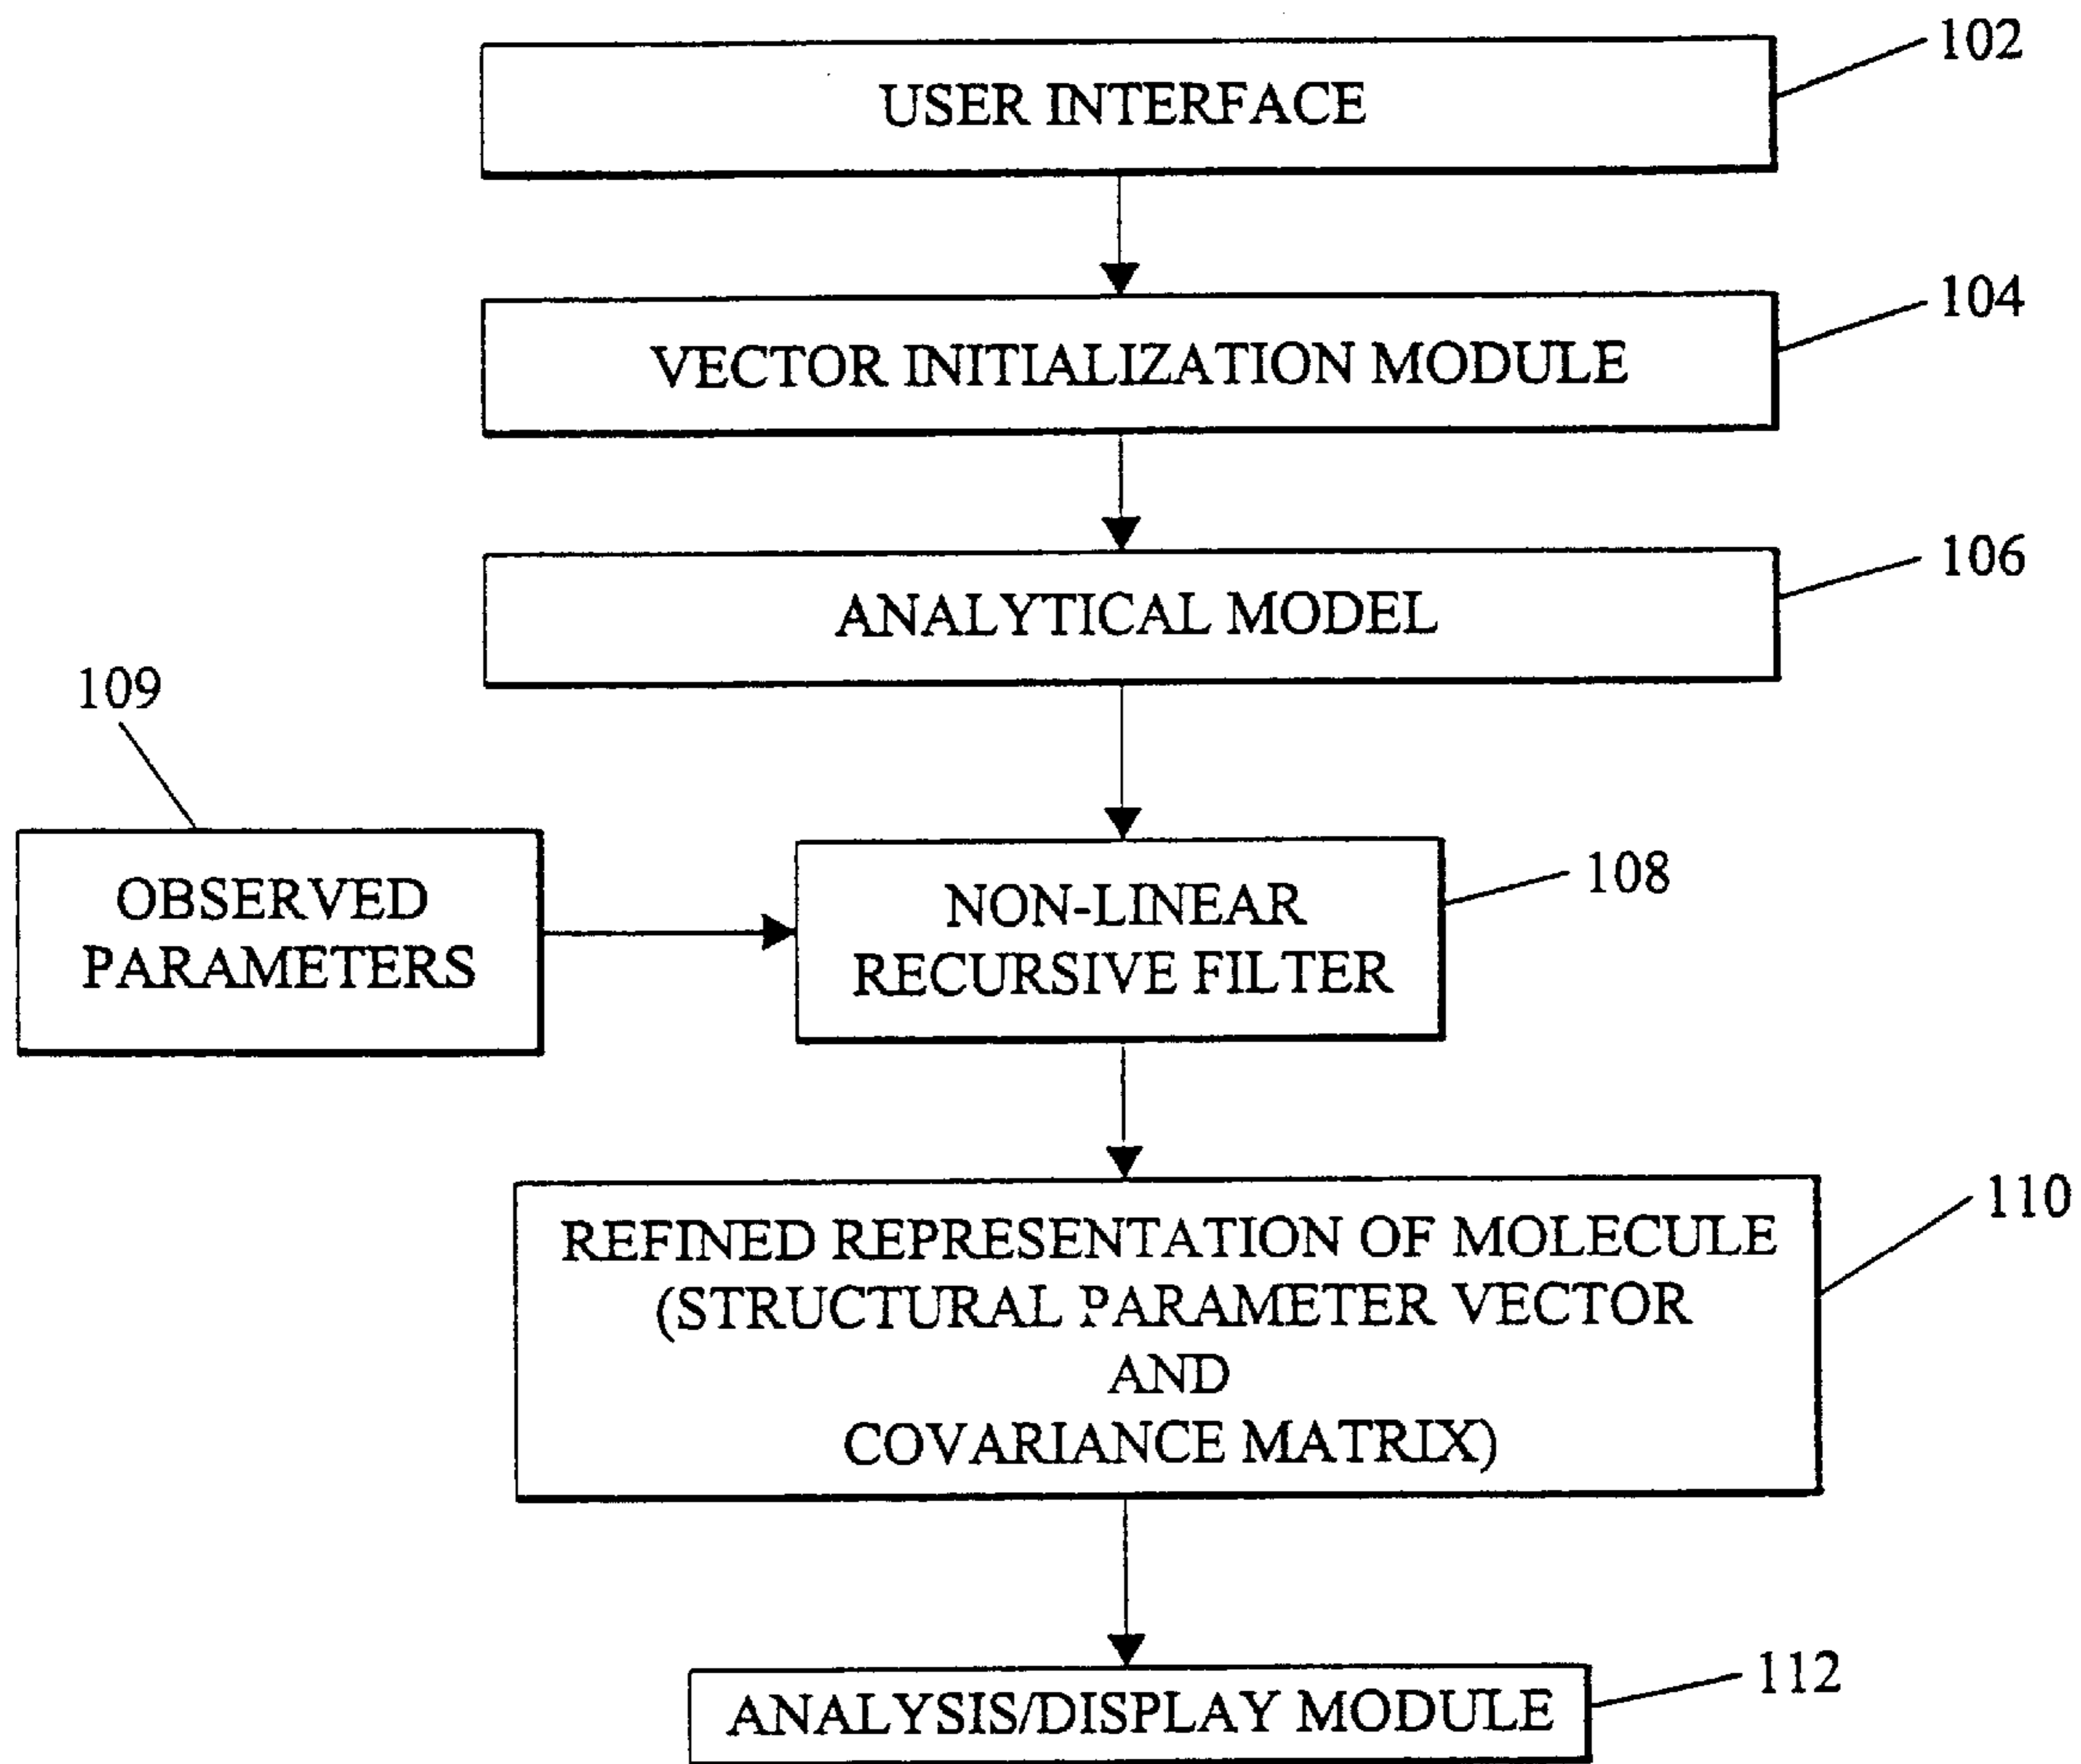 USER INTERFACE
102
VECTOR INITIALIZATION MODULE
104
ANALYTICAL MODEL
106
109
OBSERVED
PARAMETERS
NON-LINEAR
RECURSIVE FILTER
108
REFINED REPRESENTATION OF MOLECULE
(STRUCTURAL PARAMETER VECTOR
AND
COVARIANCE MATRIX)
110
ANALYSIS/DISPLAY MODULE
112